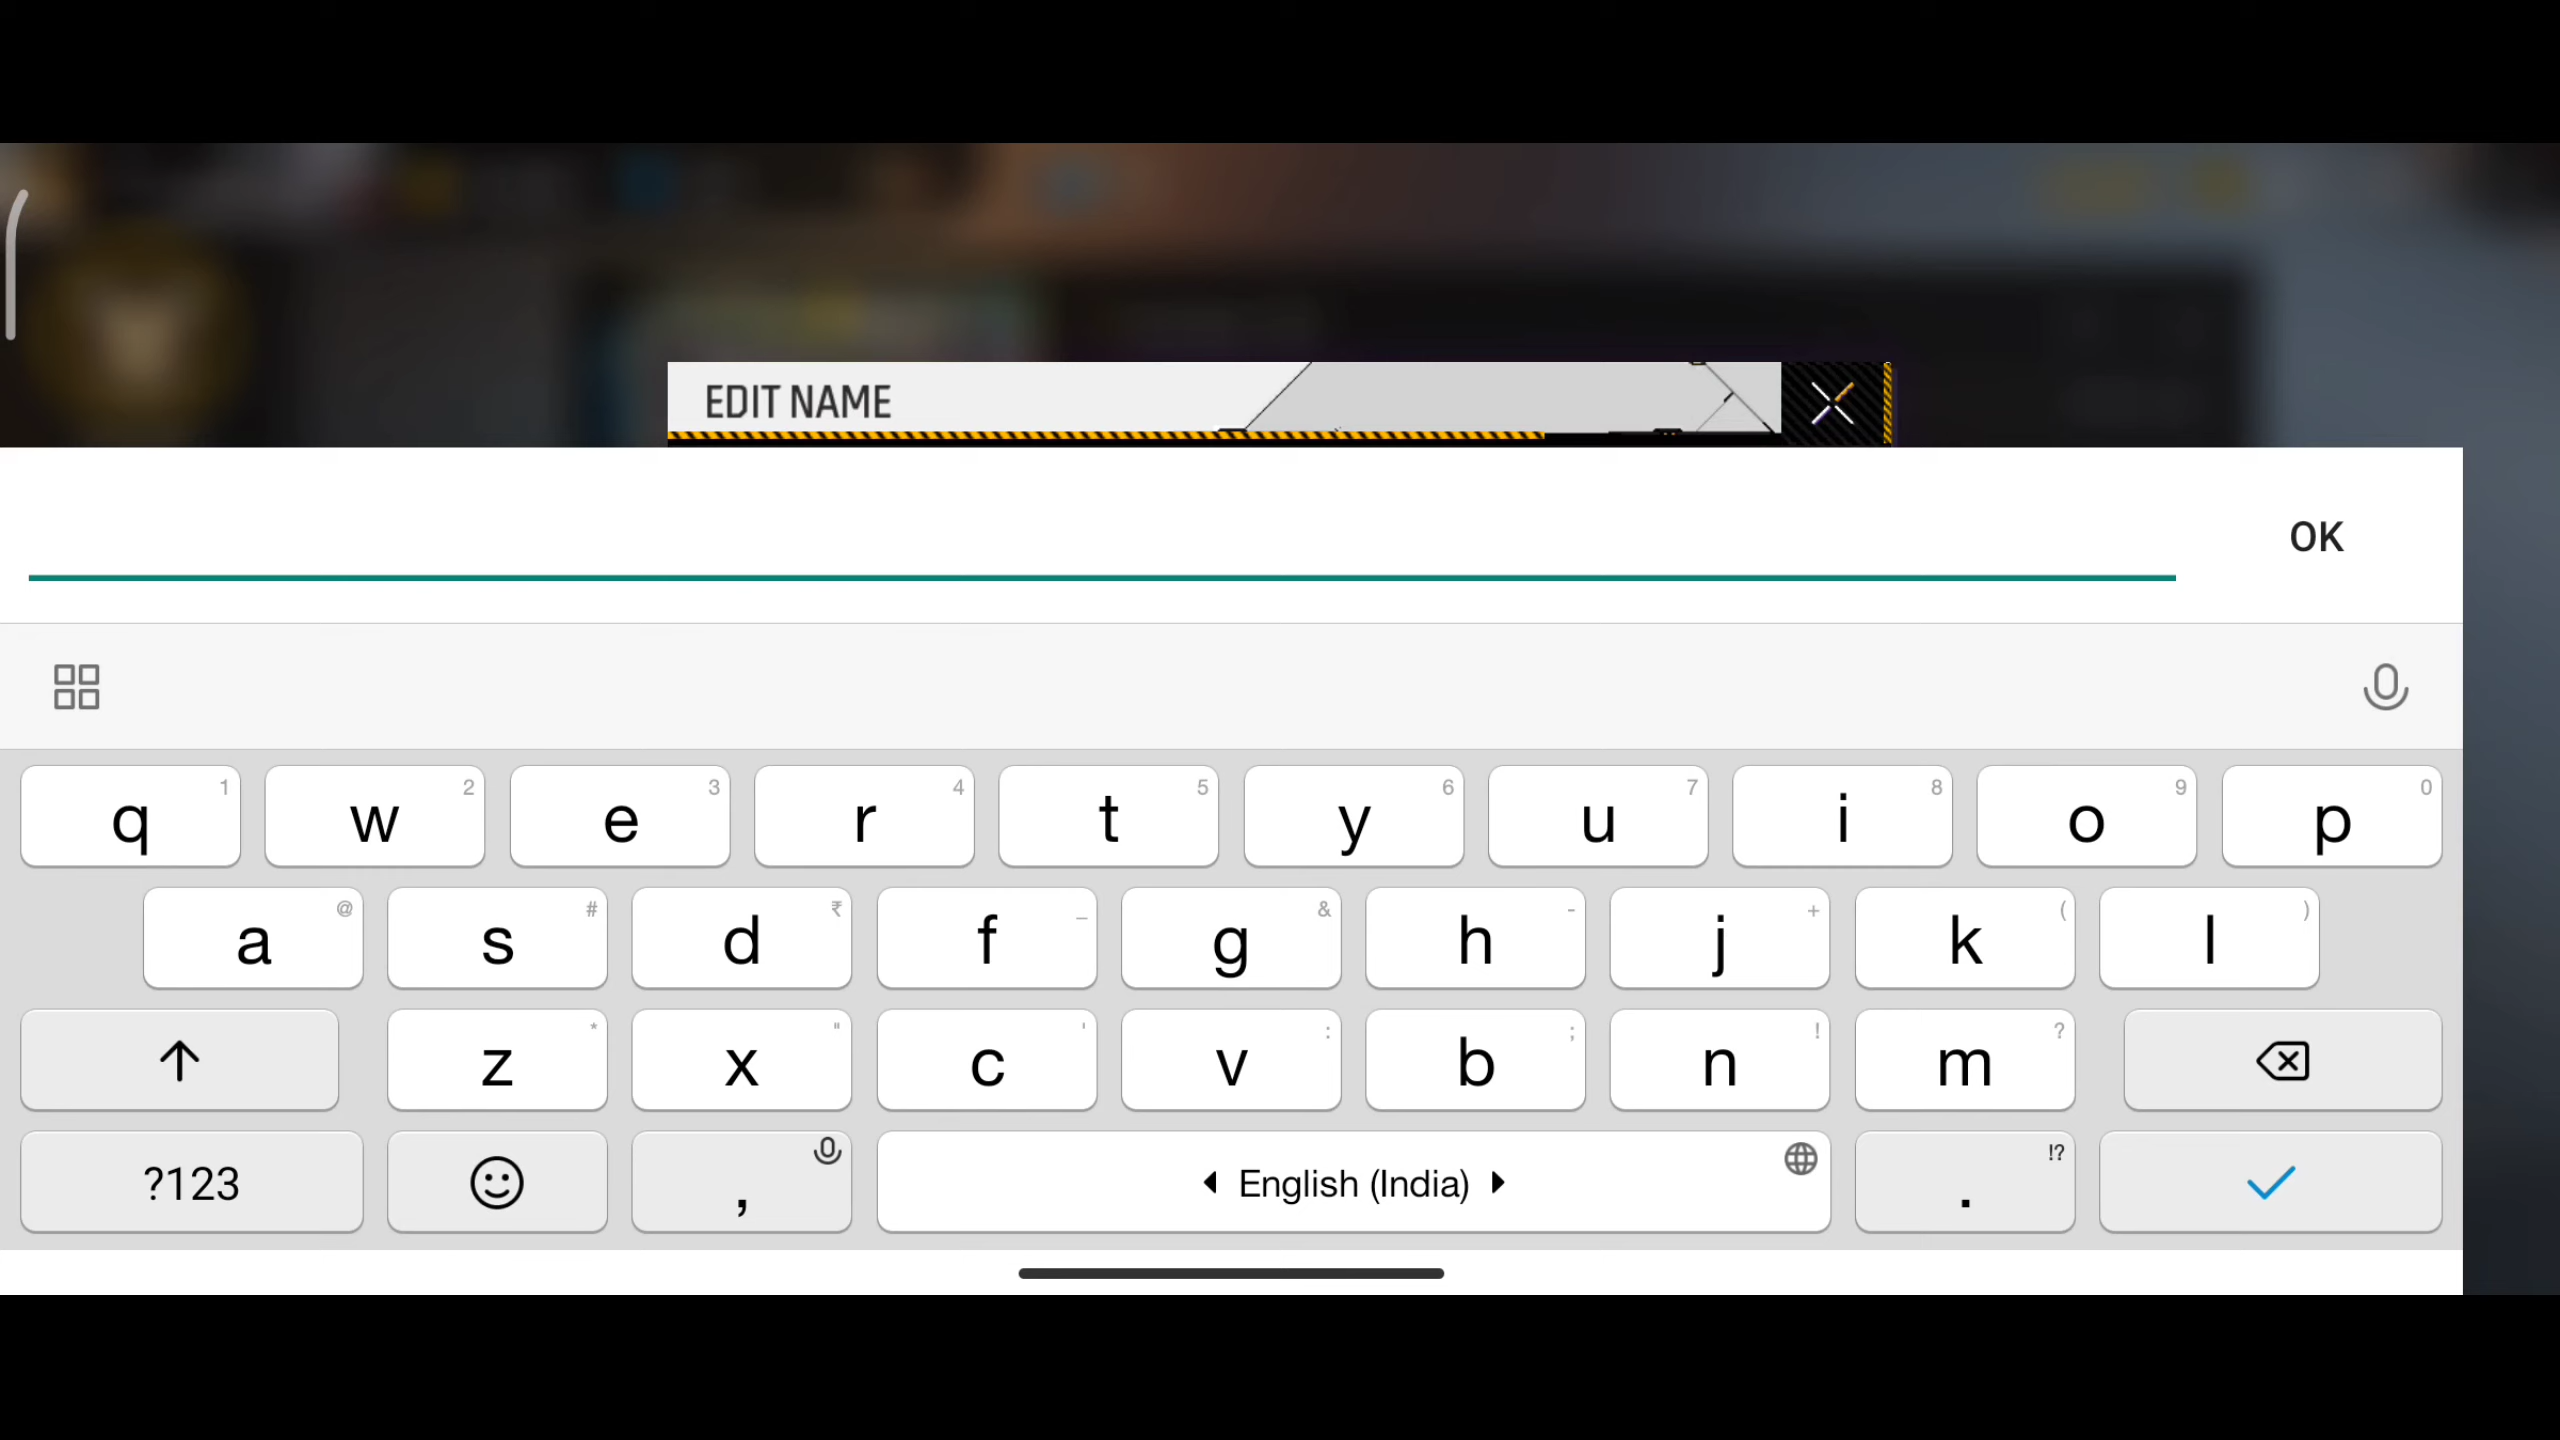 EDIT NAME
OK
q 1 w 2 e 3 r 4 t 5 y 6 u 7 i 8 o 9 p 0
a @ s # d ₹ f _ g & h - j + k ( l )
z * x " c ' v : b ; n ! m ?
?123 , English (India) . !?